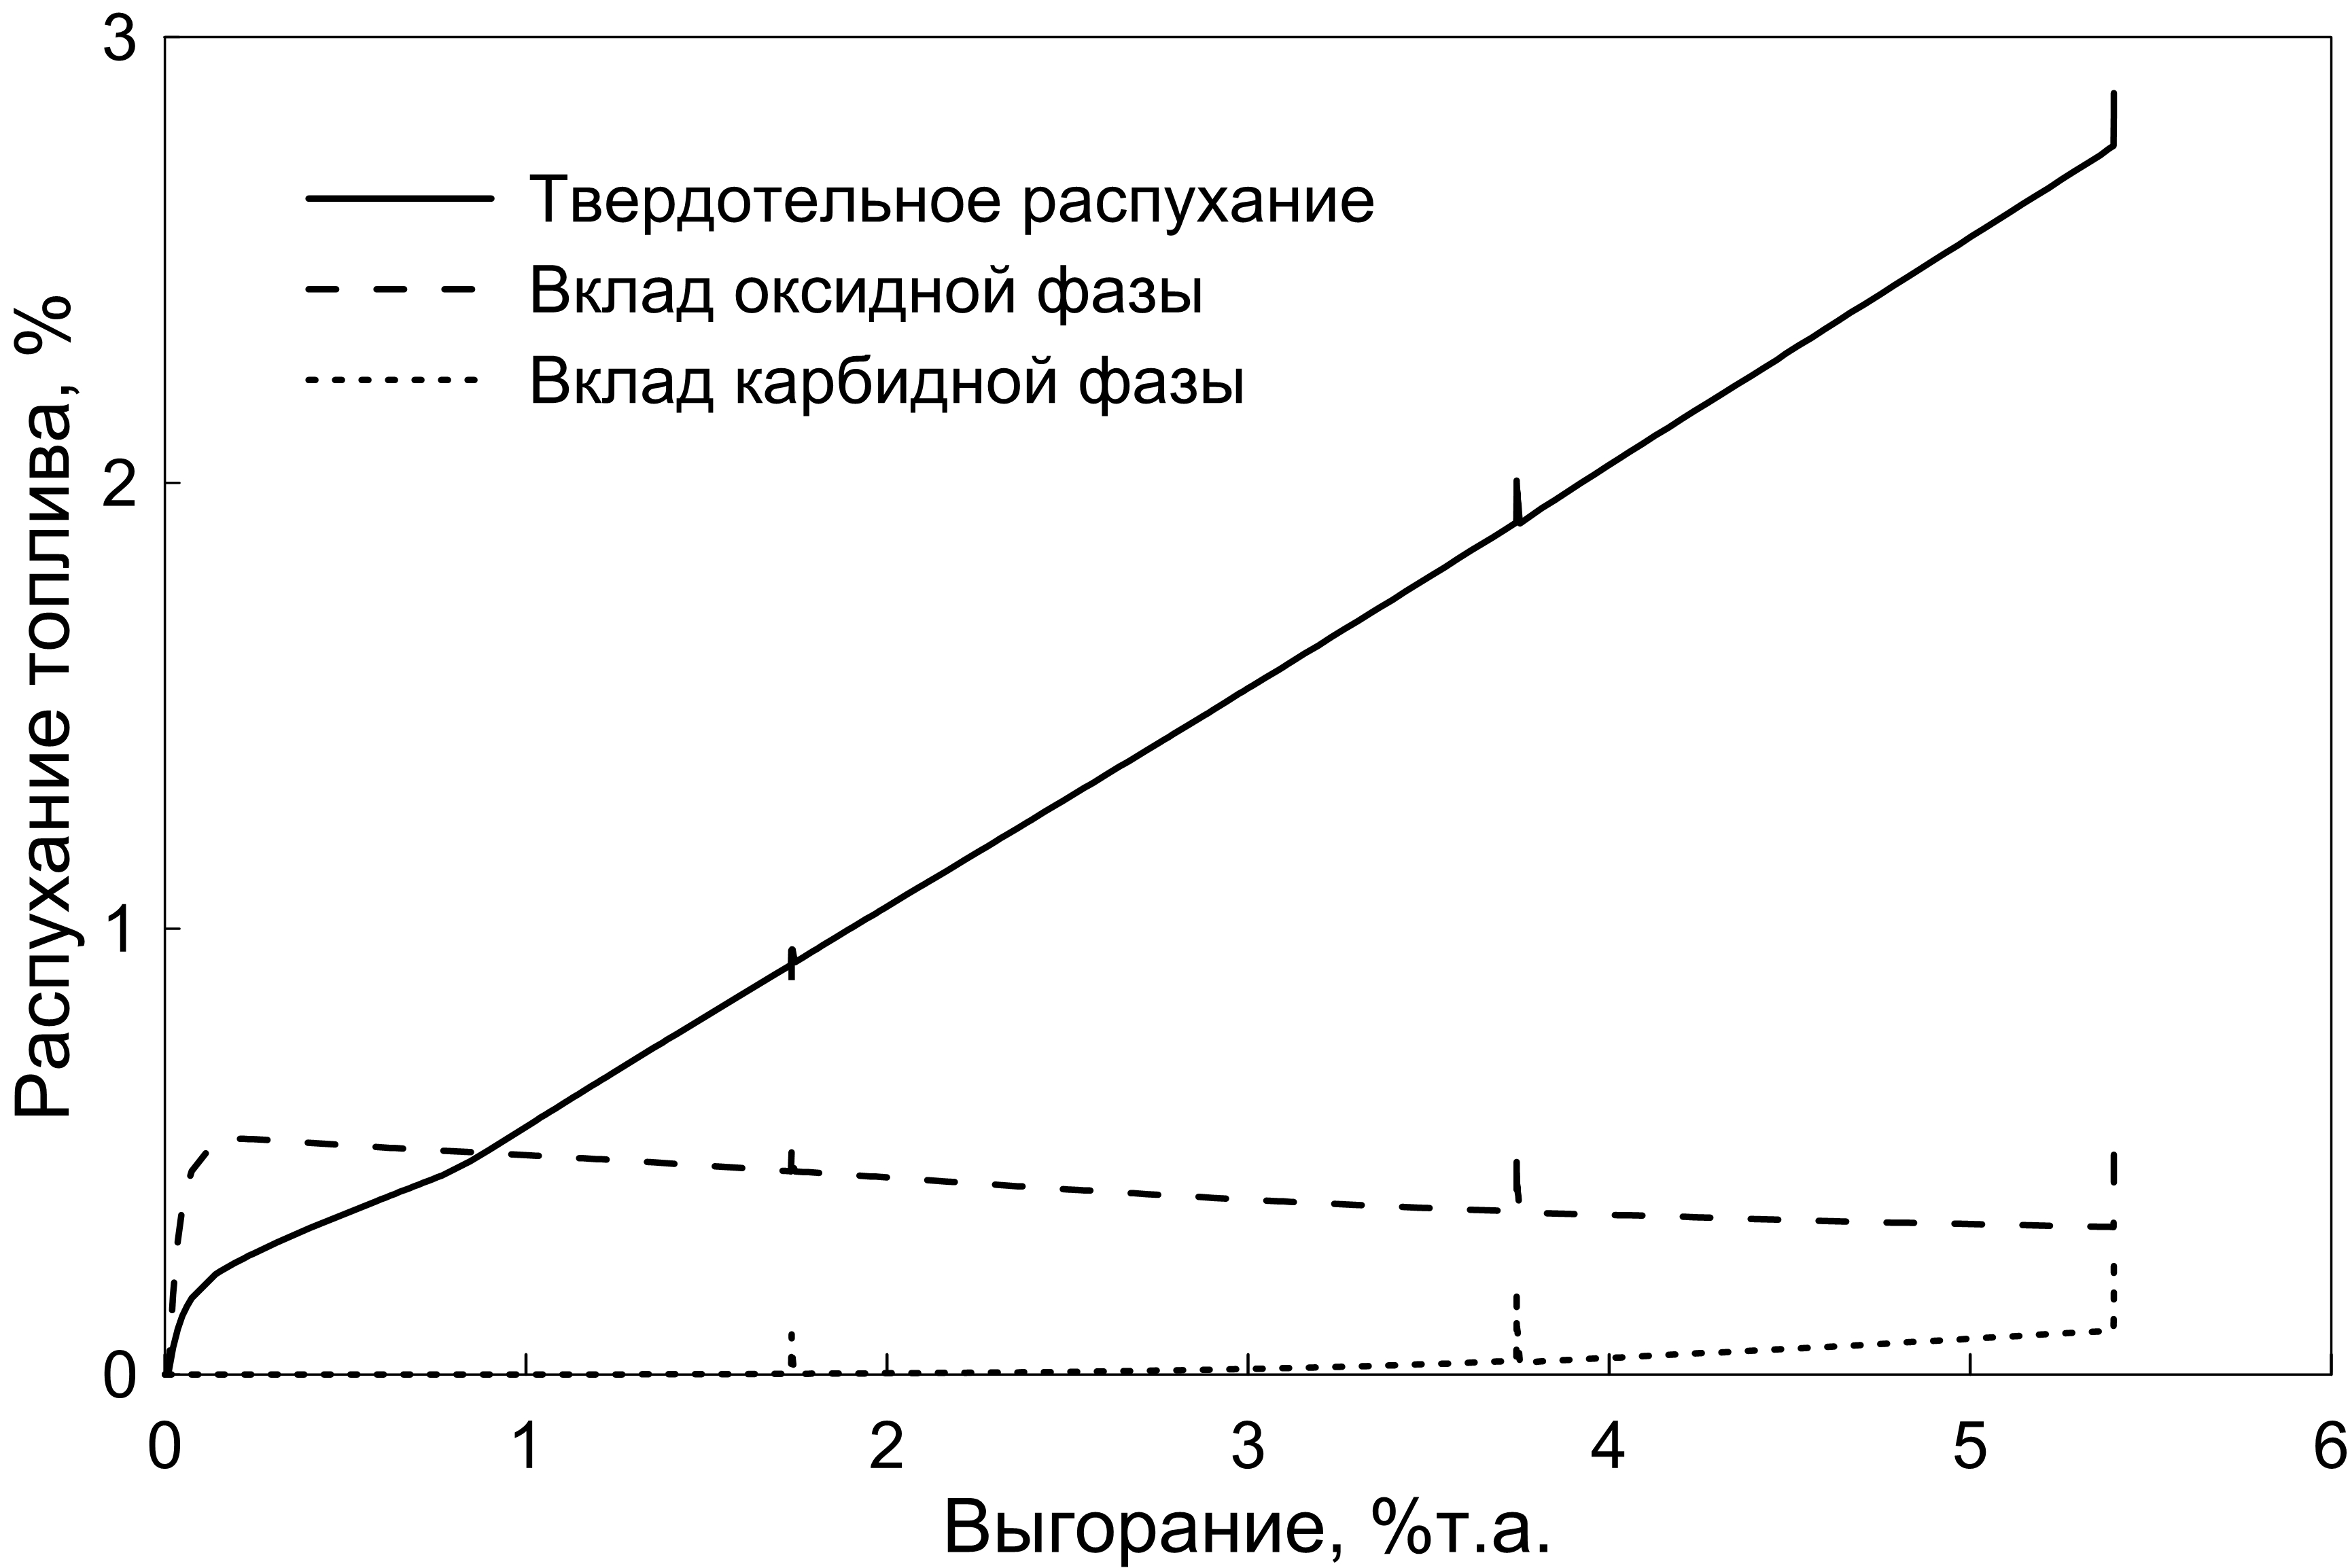 3
Твердотельное распухание
Вклад оксидной фазы
Вклад карбидной фазы
Распухание топлива, %
2
1
0
0 1 2 3 4 5 6
Выгорание, %т.а.